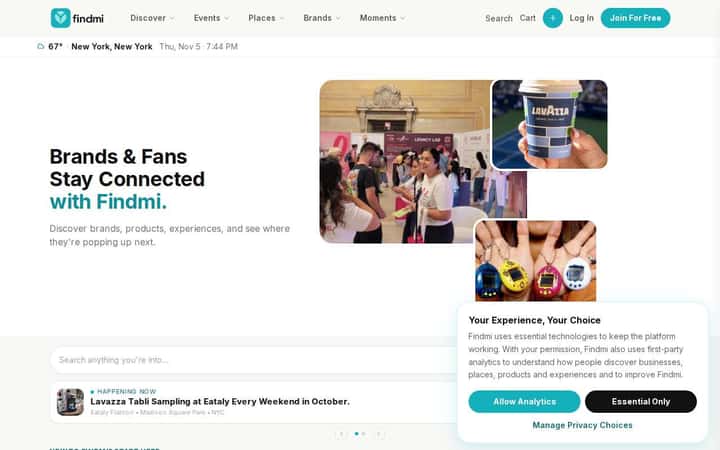 findmi
Discover
Events
Places
Brands
Moments
Search
Cart
+
Log In
Join For Free
67° · New York, New York Thu, Nov 5 · 7:44 PM
LEGACY LAB
LAVAZZA
Brands & Fans
Stay Connected
with Findmi.
Discover brands, products, experiences, and see where
they're popping up next.
Search anything you're into...
HAPPENING NOW
Lavazza Tabli Sampling at Eataly Every Weekend in October.
Eataly Flatiron • Madison Square Park • NYC
Your Experience, Your Choice
Findmi uses essential technologies to keep the platform
working. With your permission, Findmi also uses first-party
analytics to understand how people discover businesses,
places, products and experiences and to improve Findmi.
Allow Analytics
Essential Only
Manage Privacy Choices